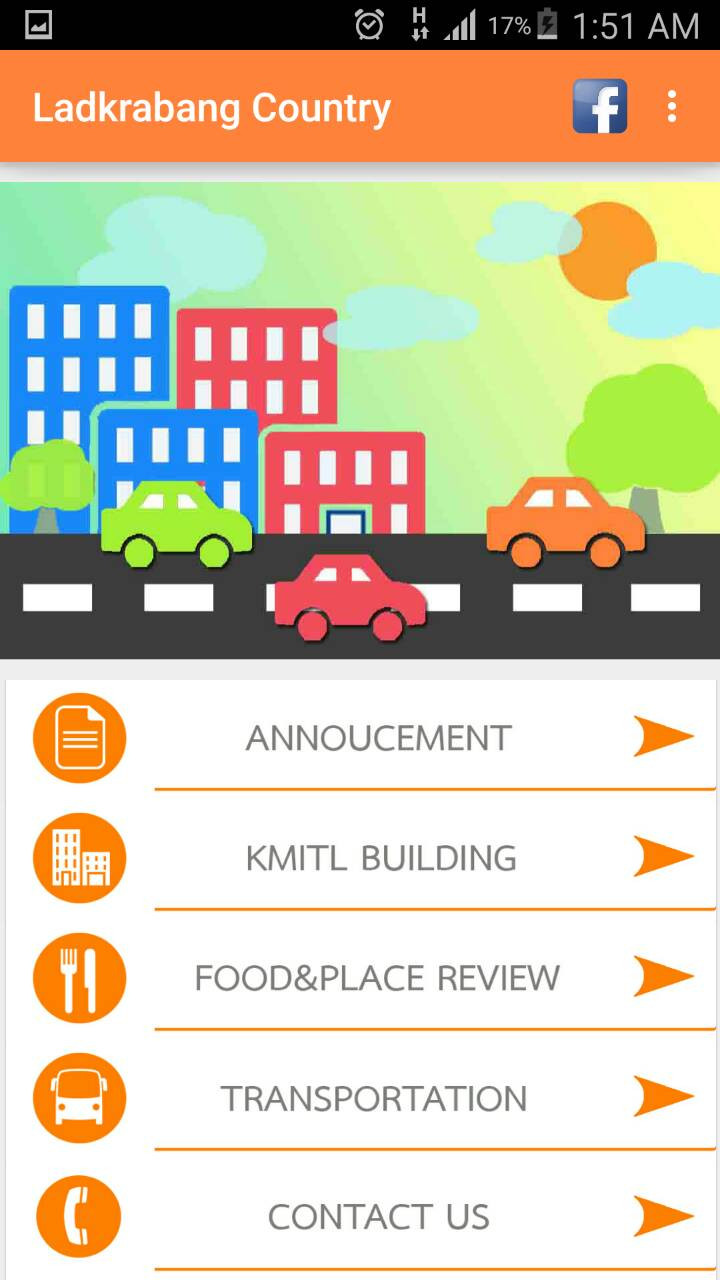 H
17%
1:51 AM
Ladkrabang Country
f
ANNOUCEMENT
KMITL BUILDING
FOOD&PLACE REVIEW
TRANSPORTATION
CONTACT US